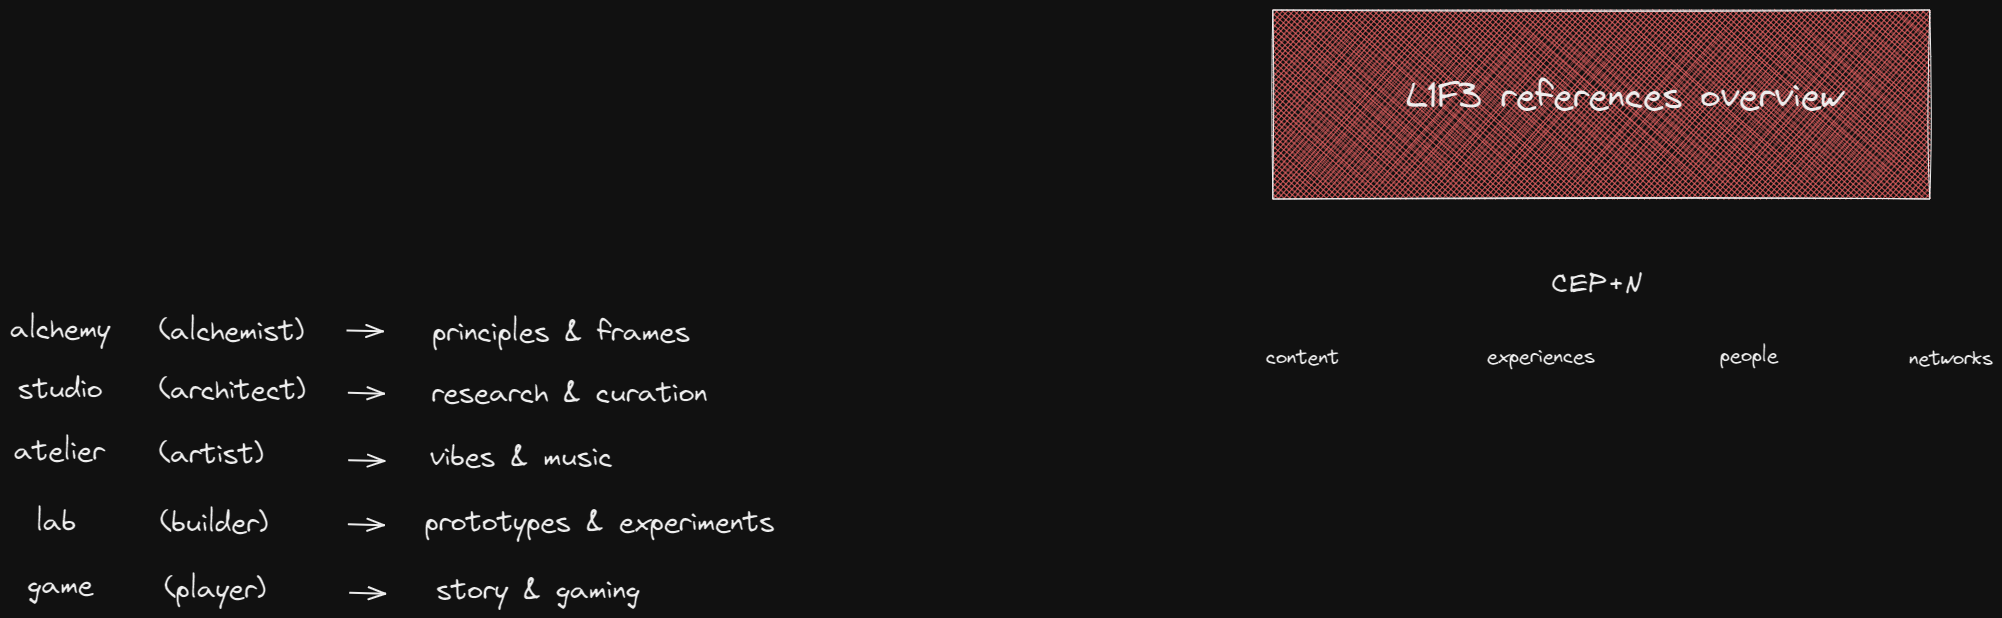 L1F3 references overview
CEP+N
content experiences people networks
alchemy (alchemist) → principles & frames
studio (architect) → research & curation
atelier (artist) → vibes & music
lab (builder) → prototypes & experiments
game (player) → story & gaming